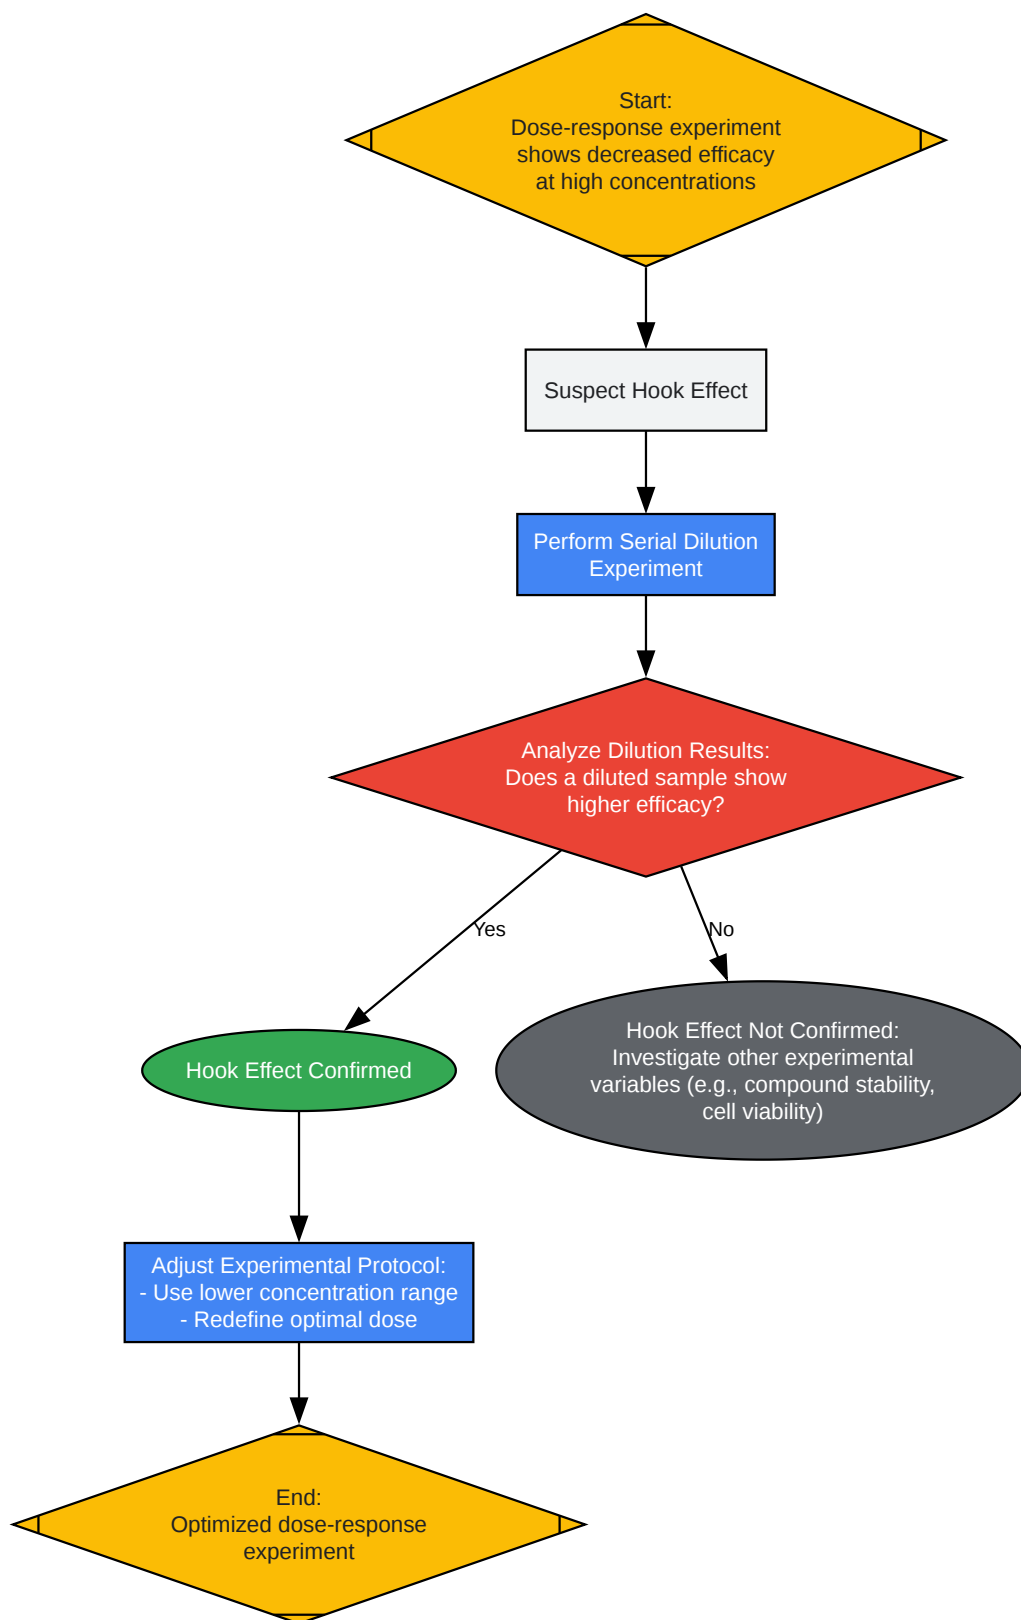 Start:
Dose-response experiment
shows decreased efficacy
at high concentrations
Suspect Hook Effect
Perform Serial Dilution
Experiment
Analyze Dilution Results:
Does a diluted sample show
higher efficacy?
Yes
No
Hook Effect Confirmed
Hook Effect Not Confirmed:
Investigate other experimental
variables (e.g., compound stability,
cell viability)
Adjust Experimental Protocol:
- Use lower concentration range
- Redefine optimal dose
End:
Optimized dose-response
experiment